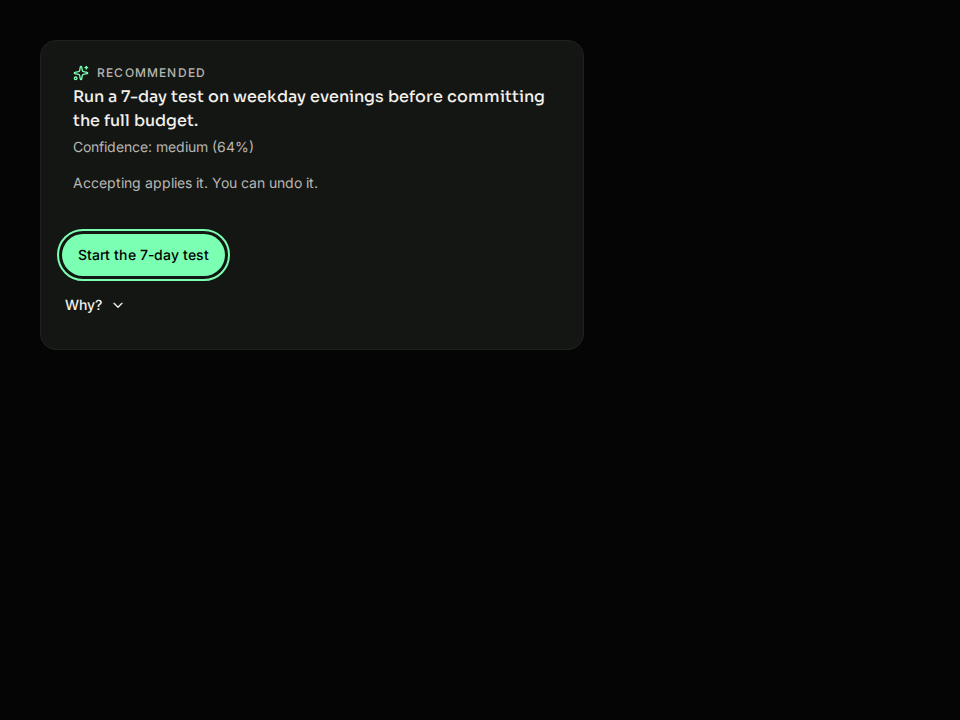 RECOMMENDED
Run a 7-day test on weekday evenings before committing
the full budget.
Confidence: medium (64%)
Accepting applies it. You can undo it.
Start the 7-day test
Why?